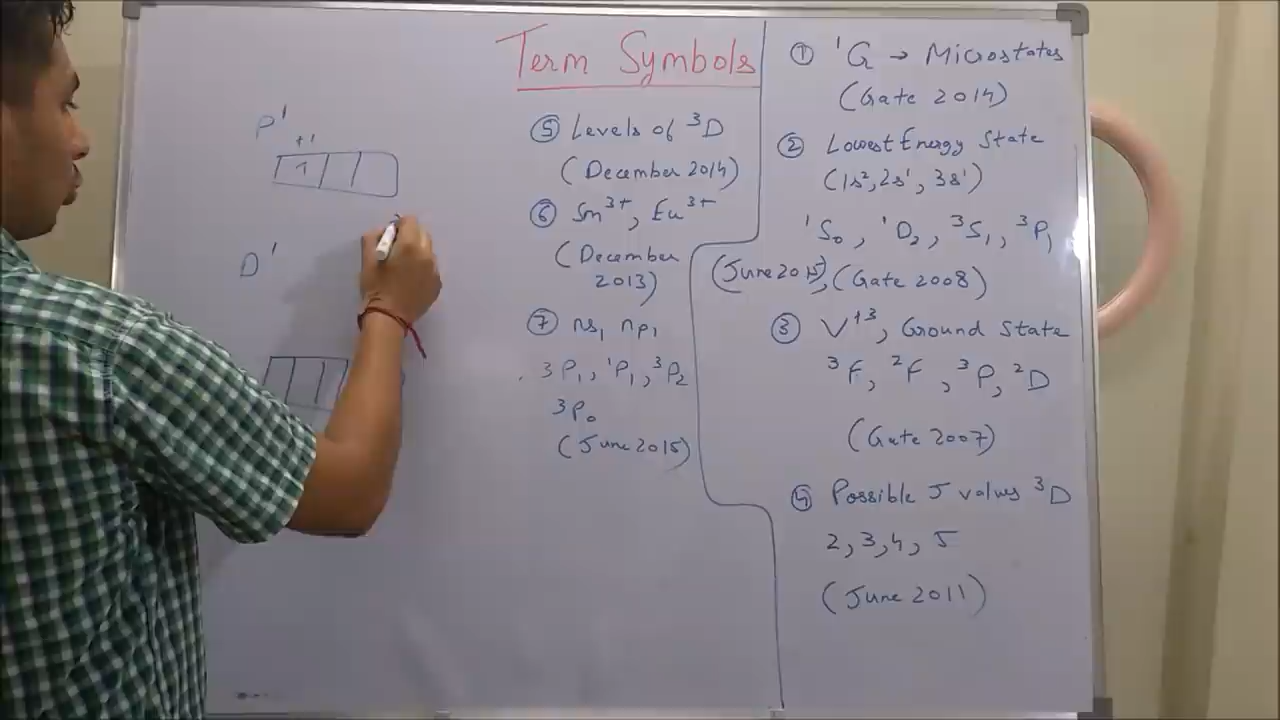 Term Symbols
P¹
+1
1
D¹
⑤ Levels of ³D
(December 2014)
⑥ Sm³⁺, Eu³⁺
(December
2013)
⑦ ns₁ np₁
³P₁, ¹P₁, ³P₂
³P₀
(June 2015)
① ¹G → Microstates
(Gate 2014)
② Lowest Energy State
(1s², 2s¹, 3s¹)
¹S₀, ¹D₂, ³S₁, ³P₁
(June 2015), (Gate 2008)
③ V⁺³, Ground State
³F, ²F, ³P, ²D
(Gate 2007)
④ Possible J values ³D
2, 3, 4, 5
(June 2011)